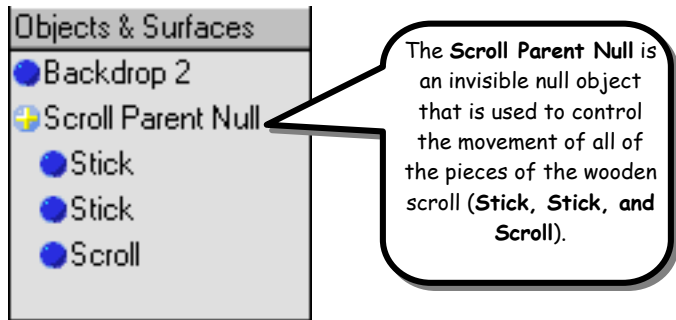 Objects & Surfaces
Backdrop 2
Scroll Parent Null
Stick
Stick
Scroll
The Scroll Parent Null is
an invisible null object
that is used to control
the movement of all of
the pieces of the wooden
scroll (Stick, Stick, and
Scroll).